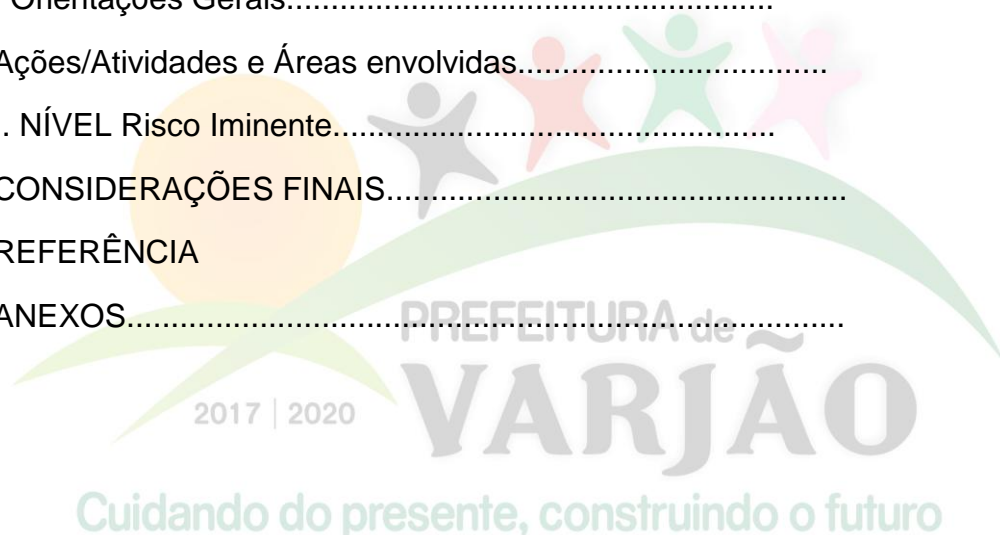 Orientações Gerais.......................................................
Ações/Atividades e Áreas envolvidas...................................
. NÍVEL Risco Iminente..................................................
CONSIDERAÇÕES FINAIS....................................................
REFERÊNCIA
ANEXOS.................................................................................
PREFEITURA de
VARJÃO
2017 | 2020
Cuidando do presente, construindo o futuro